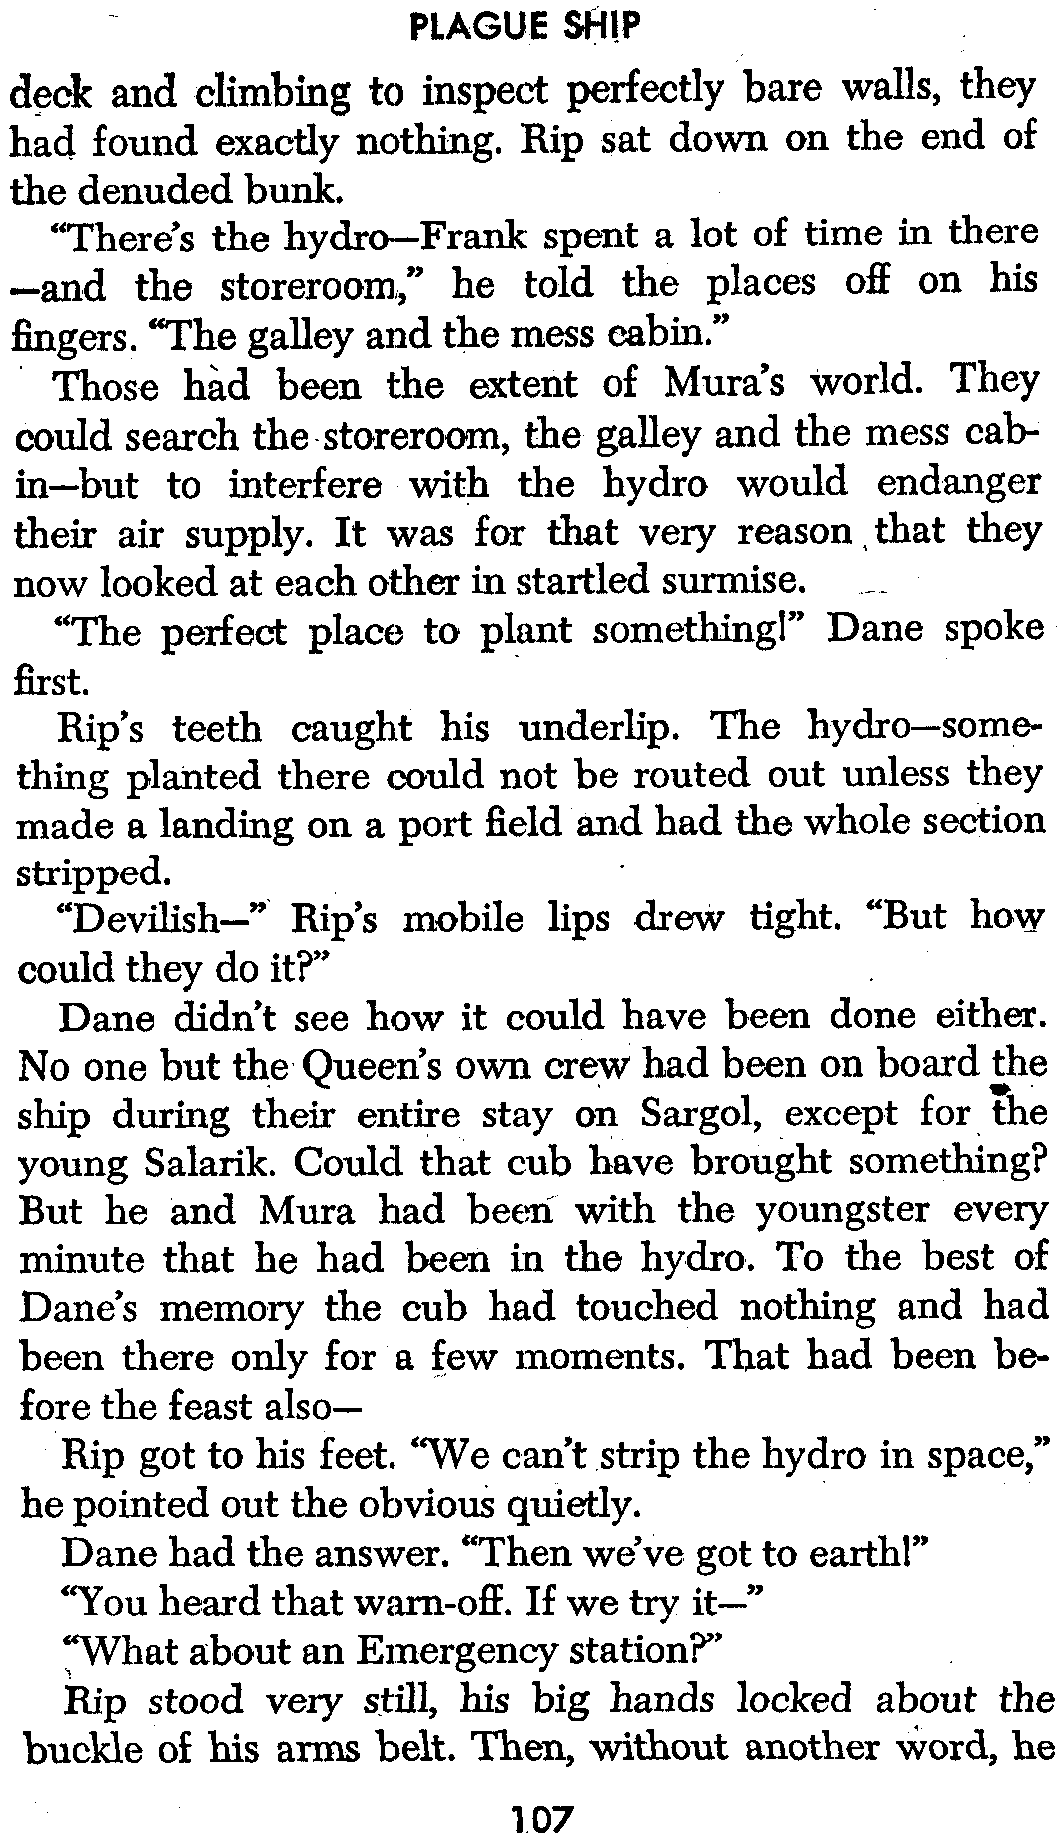 PLAGUE SHIP
deck and climbing to inspect perfectly bare walls, they
had found exactly nothing. Rip sat down on the end of
the denuded bunk.
“There’s the hydro—Frank spent a lot of time in there
—and the storeroom,” he told the places off on his
fingers. “The galley and the mess cabin.”
Those had been the extent of Mura’s world. They
could search the storeroom, the galley and the mess cab-
in—but to interfere with the hydro would endanger
their air supply. It was for that very reason that they
now looked at each other in startled surmise.
“The perfect place to plant something!” Dane spoke
first.
Rip’s teeth caught his underlip. The hydro—some-
thing planted there could not be routed out unless they
made a landing on a port field and had the whole section
stripped.
“Devilish—” Rip’s mobile lips drew tight. “But how
could they do it?”
Dane didn’t see how it could have been done either.
No one but the Queen’s own crew had been on board the
ship during their entire stay on Sargol, except for the
young Salarik. Could that cub have brought something?
But he and Mura had been with the youngster every
minute that he had been in the hydro. To the best of
Dane’s memory the cub had touched nothing and had
been there only for a few moments. That had been be-
fore the feast also—
Rip got to his feet. “We can’t strip the hydro in space,”
he pointed out the obvious quietly.
Dane had the answer. “Then we’ve got to earth!”
“You heard that warn-off. If we try it—”
“What about an Emergency station?”
Rip stood very still, his big hands locked about the
buckle of his arms belt. Then, without another word, he
107